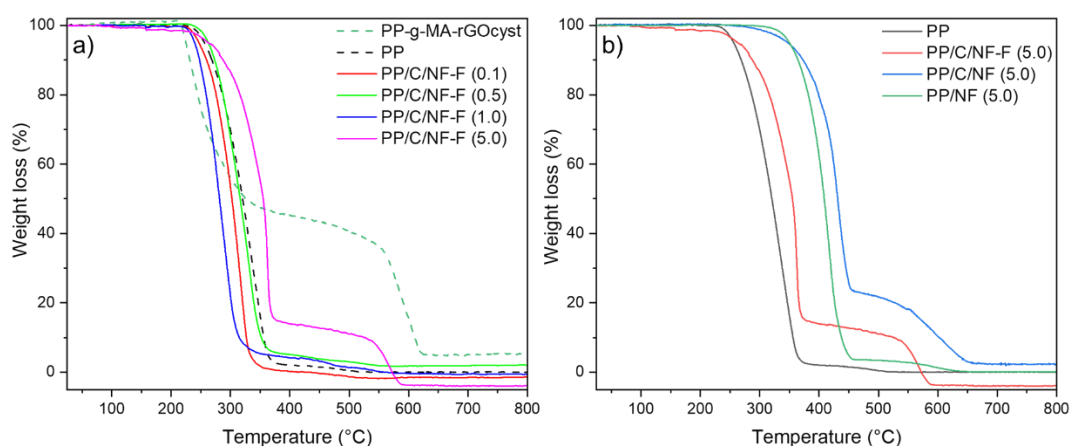 a)
PP-g-MA-rGOcyst
PP
PP/C/NF-F (0.1)
PP/C/NF-F (0.5)
PP/C/NF-F (1.0)
PP/C/NF-F (5.0)
Weight loss (%)
100
80
60
40
20
0
100 200 300 400 500 600 700 800
Temperature (°C)
b)
PP
PP/C/NF-F (5.0)
PP/C/NF (5.0)
PP/NF (5.0)
Weight loss (%)
100
80
60
40
20
0
100 200 300 400 500 600 700 800
Temperature (°C)